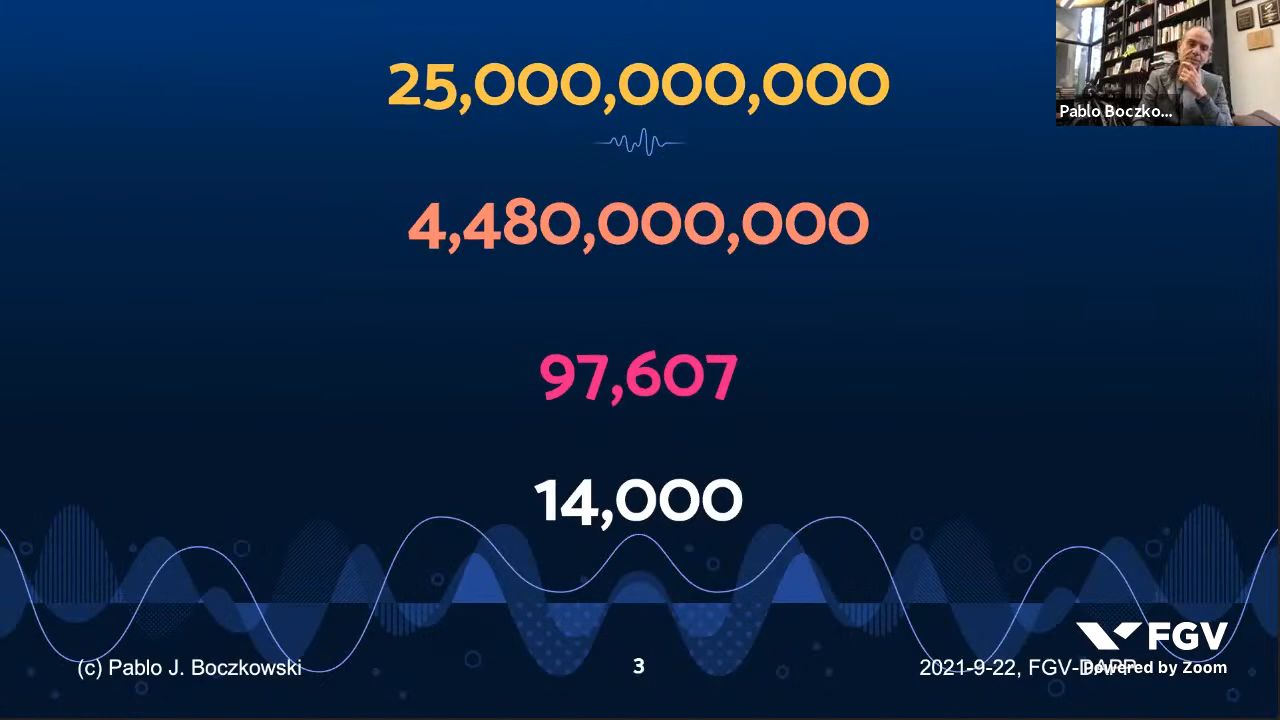 25,000,000,000
Pablo Boczko...
4,480,000,000
97,607
14,000
FGV
(c) Pablo J. Boczkowski
3
2021-9-22, FGV-DAPP
Powered by Zoom